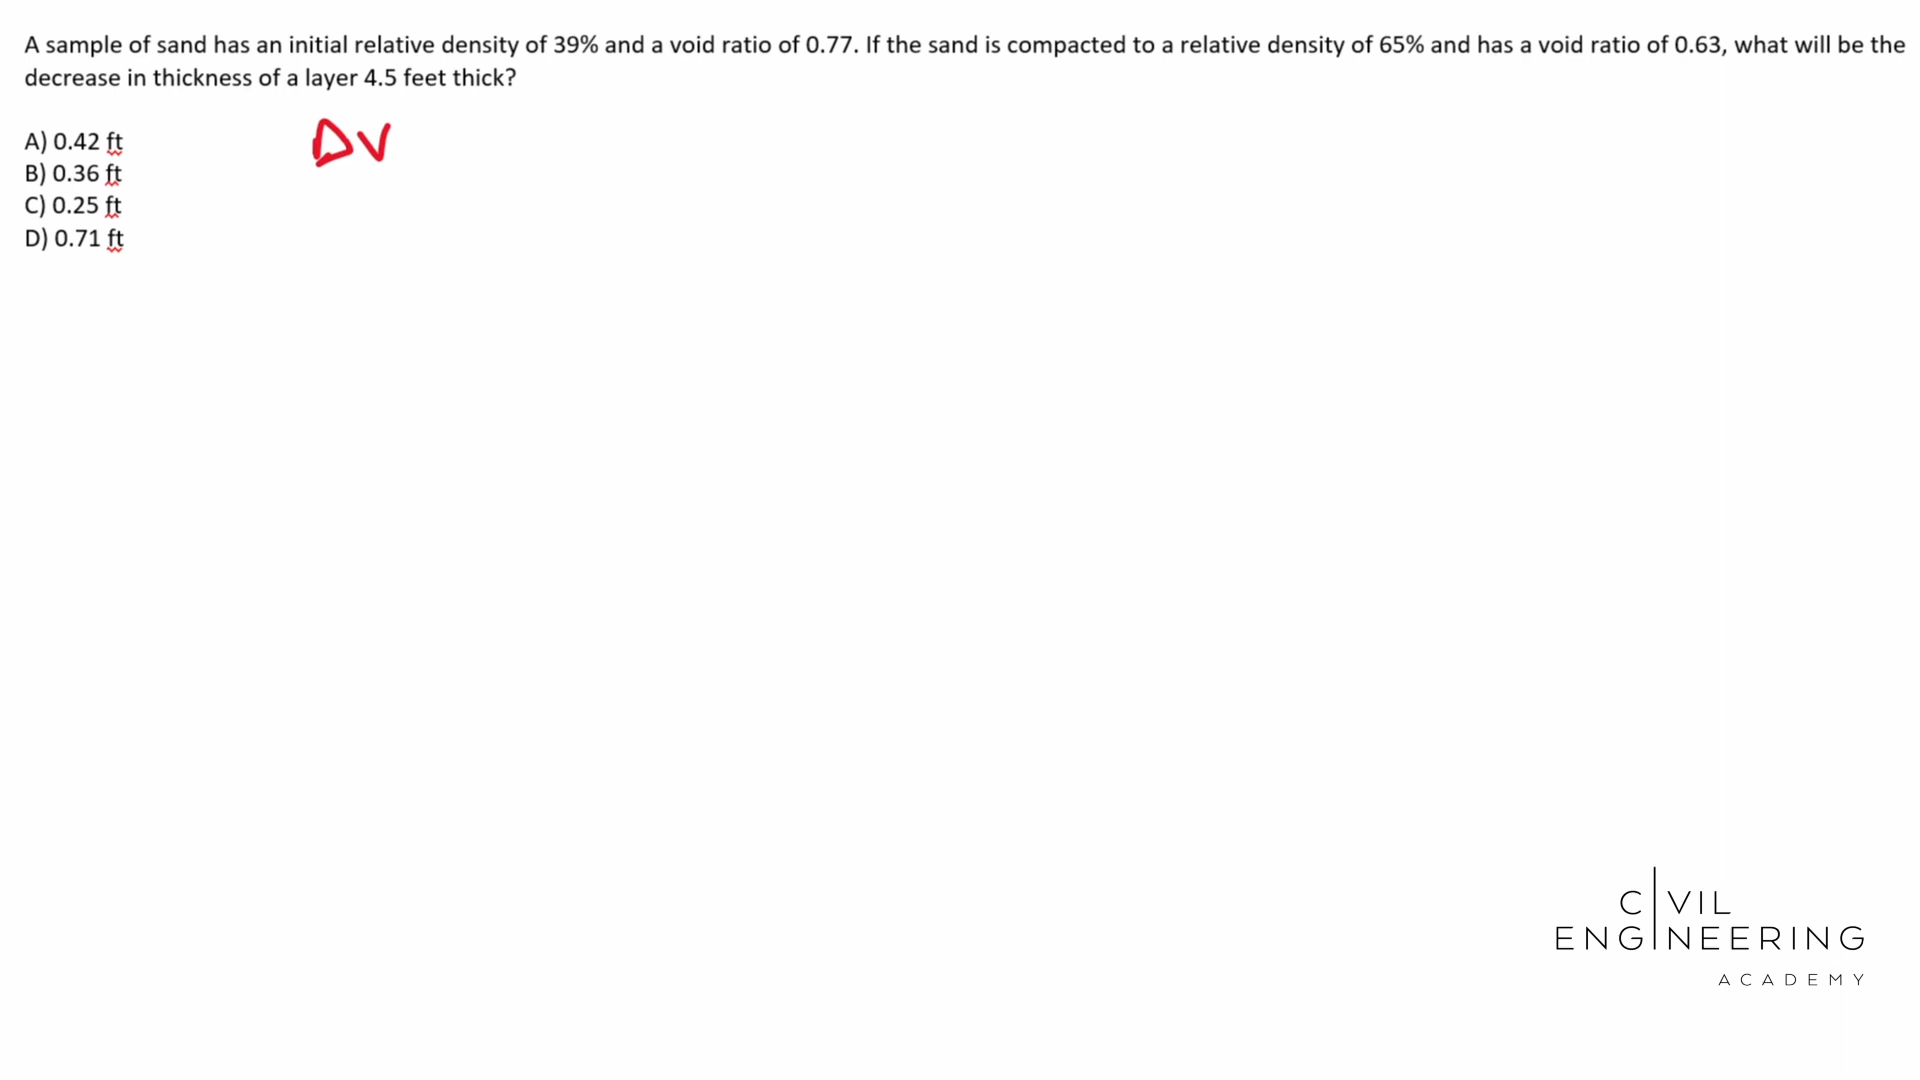 A sample of sand has an initial relative density of 39% and a void ratio of 0.77. If the sand is compacted to a relative density of 65% and has a void ratio of 0.63, what will be the
decrease in thickness of a layer 4.5 feet thick?
A) 0.42 ft
B) 0.36 ft
C) 0.25 ft
D) 0.71 ft
ΔV
CIVIL
ENGINEERING
ACADEMY